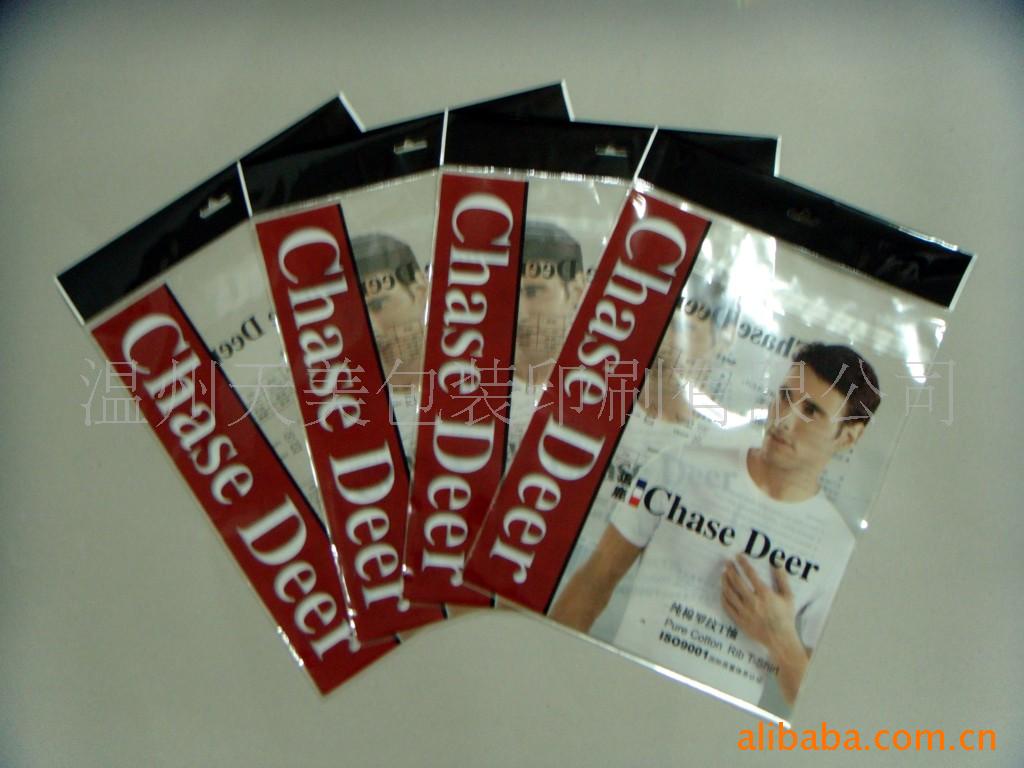 Chase Deer
Chase Deer
Chase Deer
Chase Deer
Chase Deer
纯棉罗纹T恤
Pure Cotton Rib T-Shirt
ISO9001
温州天美包装印刷有限公司
alibaba.com.cn